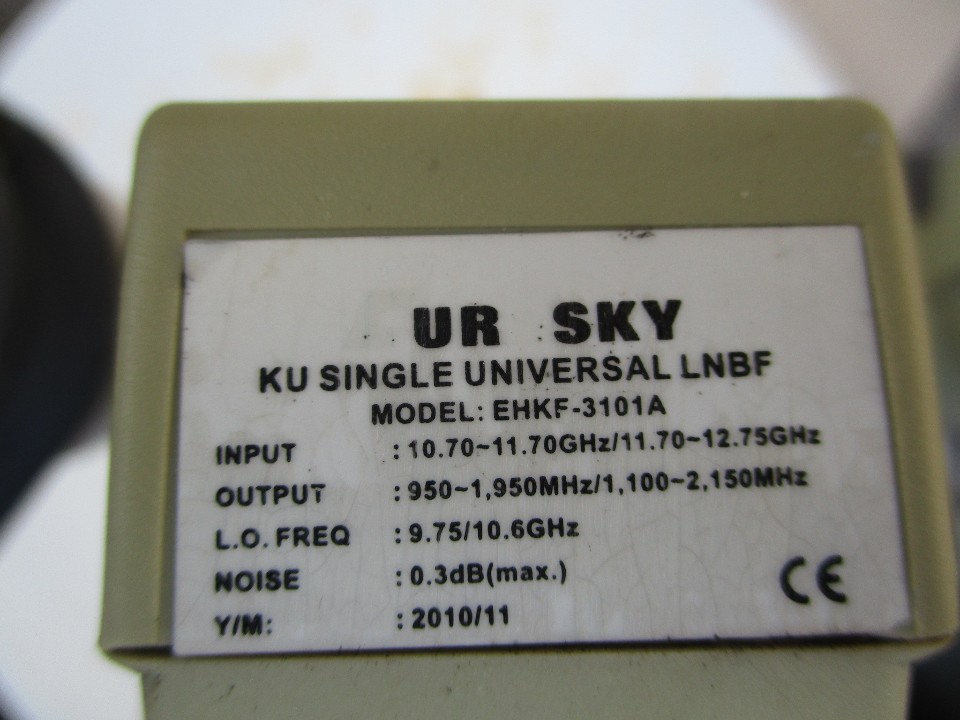 UR SKY
KU SINGLE UNIVERSAL LNBF
MODEL: EHKF-3101A
INPUT : 10.70~11.70GHz/11.70~12.75GHz
OUTPUT : 950~1,950MHz/1,100~2,150MHz
L.O. FREQ : 9.75/10.6GHz
NOISE : 0.3dB(max.)
Y/M: : 2010/11
CE